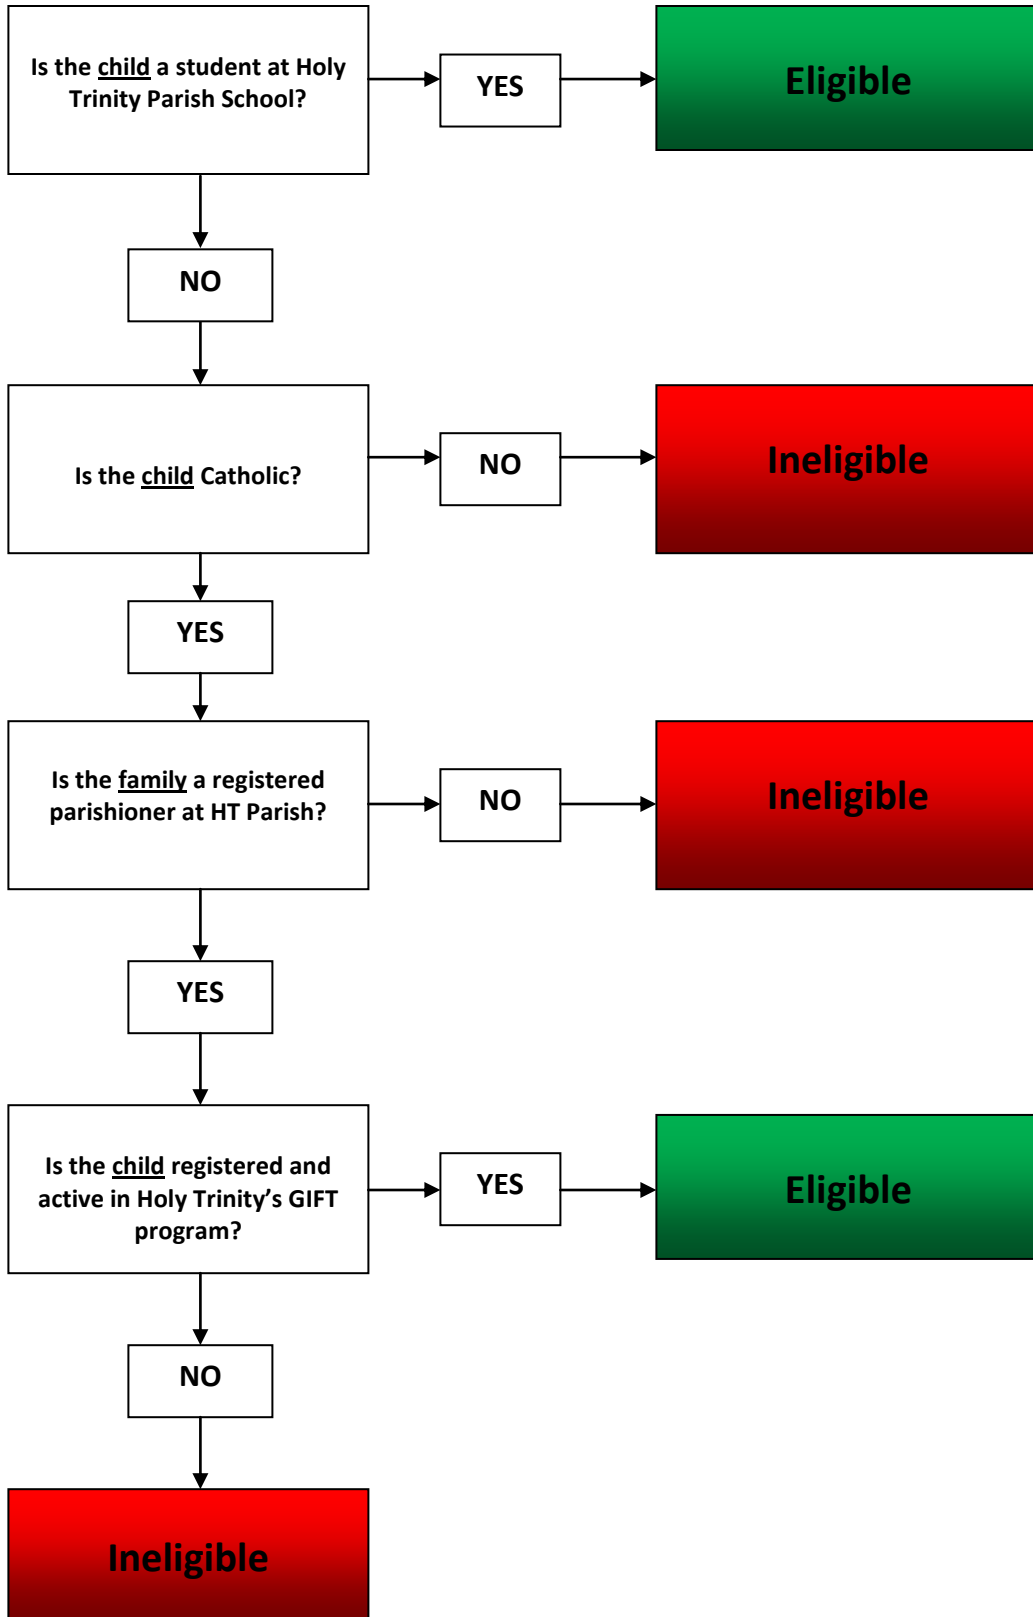 Is the child a student at Holy
Trinity Parish School?
YES
Eligible
NO
Is the child Catholic?
NO
Ineligible
YES
Is the family a registered
parishioner at HT Parish?
NO
Ineligible
YES
Is the child registered and
active in Holy Trinity’s GIFT
program?
YES
Eligible
NO
Ineligible